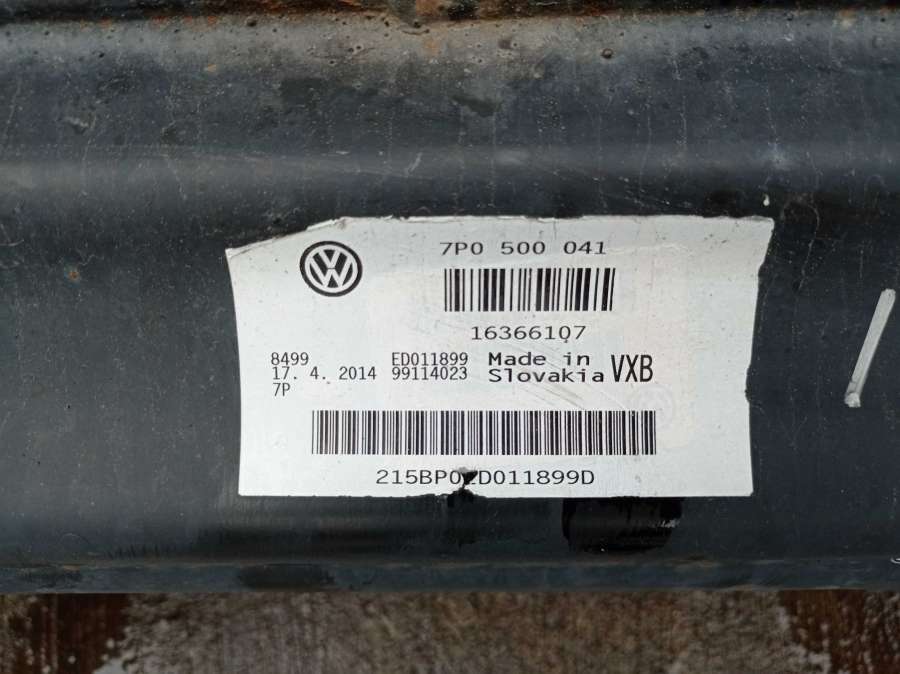 7P0 500 041
16366107
8499 ED011899 Made in VXB
17. 4. 2014 99114023 Slovakia
7P